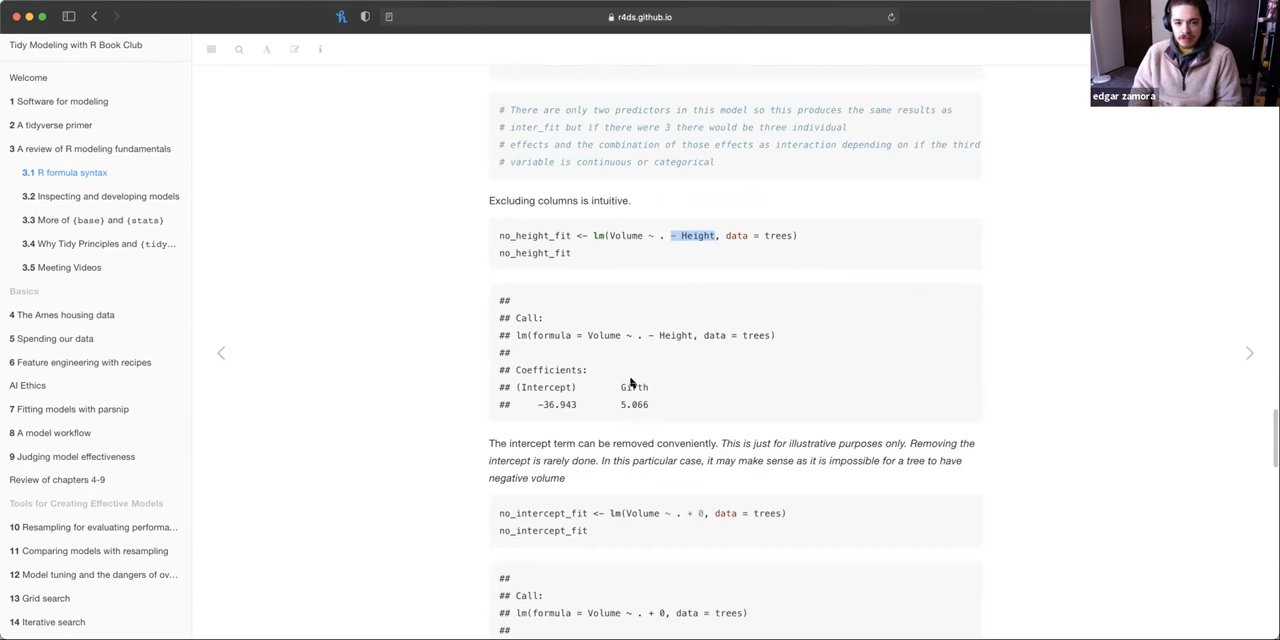 r4ds.github.io
Tidy Modeling with R Book Club
Welcome
1 Software for modeling
2 A tidyverse primer
3 A review of R modeling fundamentals
3.1 R formula syntax
3.2 Inspecting and developing models
3.3 More of {base} and {stats}
3.4 Why Tidy Principles and {tidy…
3.5 Meeting Videos
Basics
4 The Ames housing data
5 Spending our data
6 Feature engineering with recipes
AI Ethics
7 Fitting models with parsnip
8 A model workflow
9 Judging model effectiveness
Review of chapters 4-9
Tools for Creating Effective Models
10 Resampling for evaluating performa…
11 Comparing models with resampling
12 Model tuning and the dangers of ov…
13 Grid search
14 Iterative search
# There are only two predictors in this model so this produces the same results as
# inter_fit but if there were 3 there would be three individual
# effects and the combination of those effects as interaction depending on if the third
# variable is continuous or categorical
Excluding columns is intuitive.
no_height_fit <- lm(Volume ~ . - Height, data = trees)
no_height_fit
##
## Call:
## lm(formula = Volume ~ . - Height, data = trees)
##
## Coefficients:
## (Intercept) Girth
## -36.943 5.066
The intercept term can be removed conveniently. This is just for illustrative purposes only. Removing the
intercept is rarely done. In this particular case, it may make sense as it is impossible for a tree to have
negative volume
no_intercept_fit <- lm(Volume ~ . + 0, data = trees)
no_intercept_fit
##
## Call:
## lm(formula = Volume ~ . + 0, data = trees)
##
edgar zamora